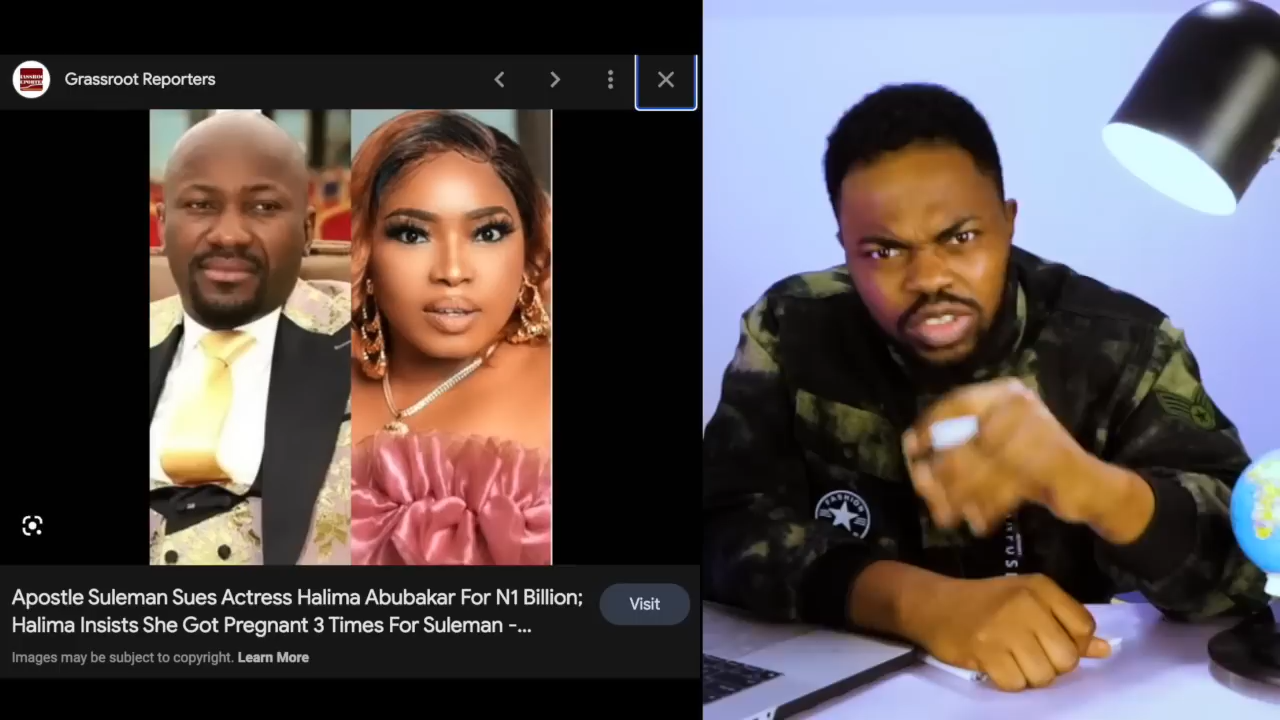 Grassroot Reporters
Apostle Suleman Sues Actress Halima Abubakar For N1 Billion;
Halima Insists She Got Pregnant 3 Times For Suleman -...
Visit
Images may be subject to copyright. Learn More
FASHION